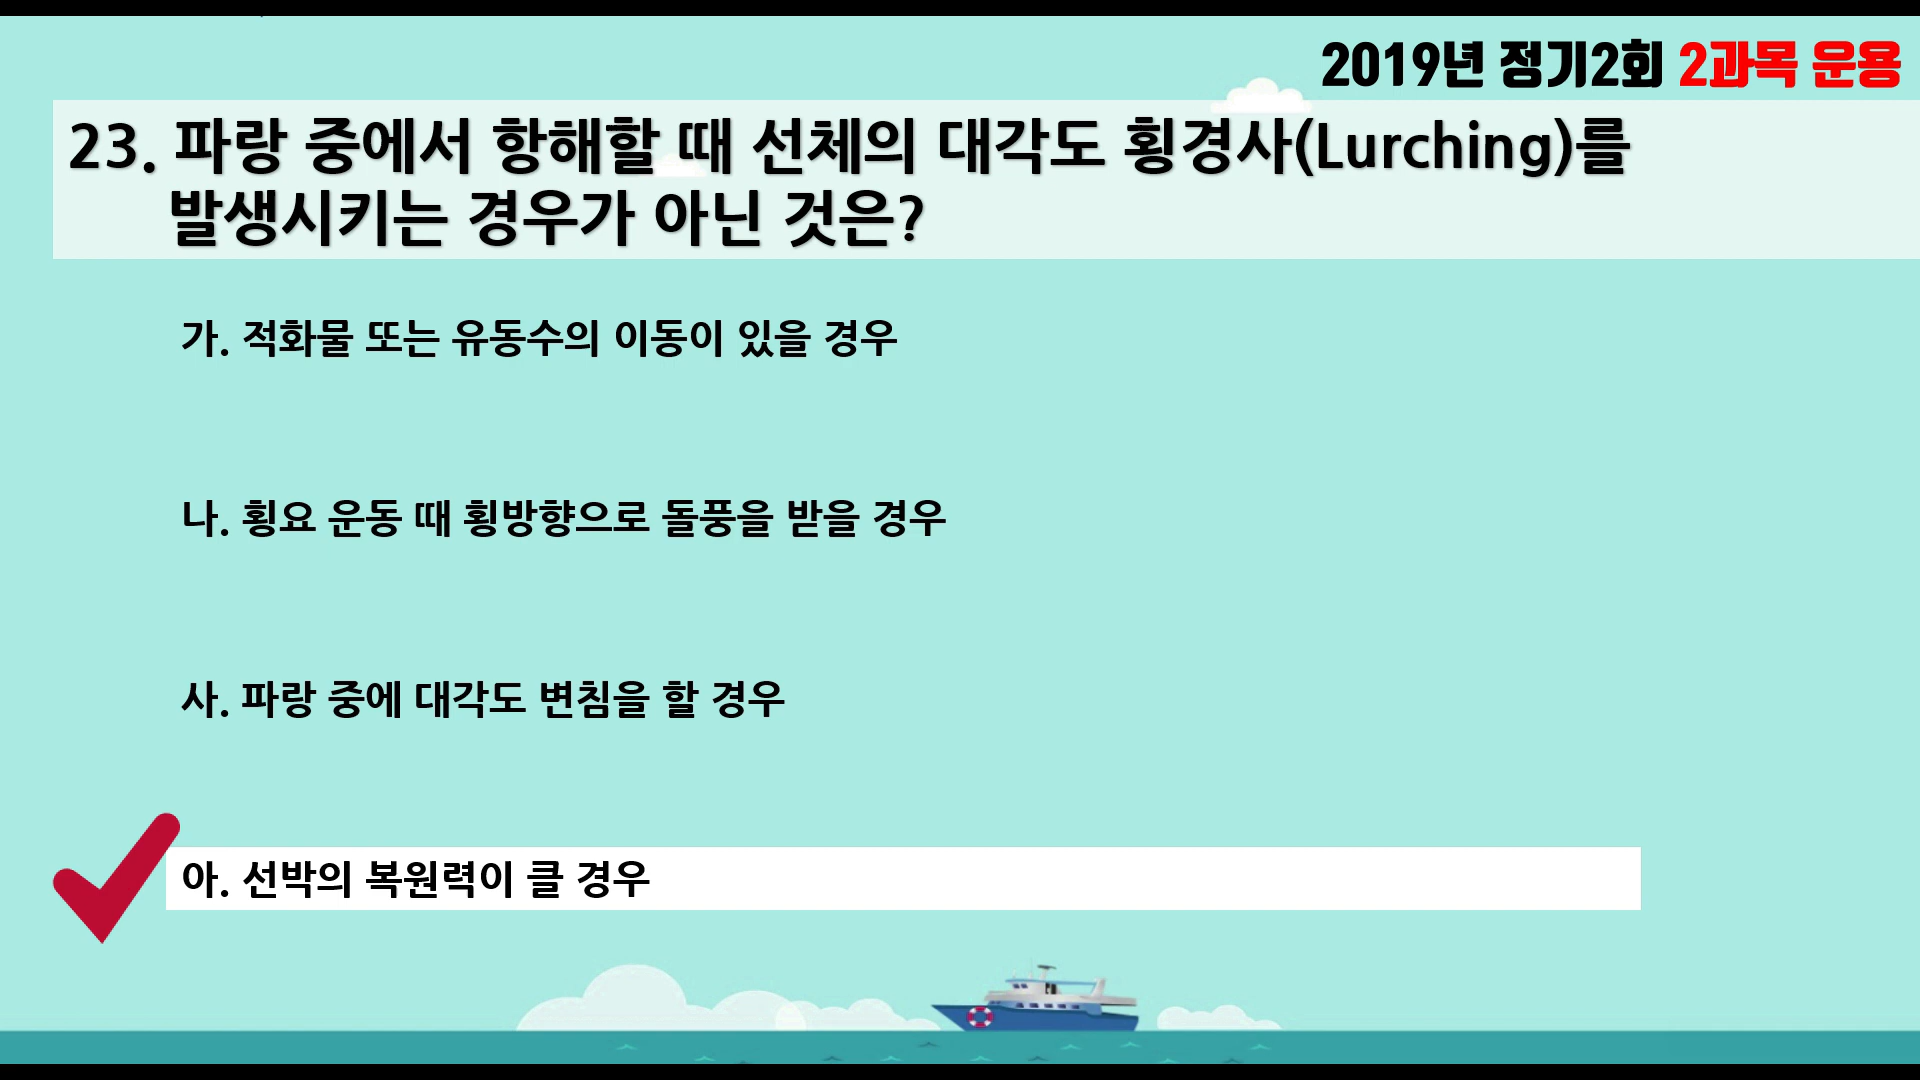 2019년 정기2회 2과목 운용
23. 파랑 중에서 항해할 때 선체의 대각도 횡경사(Lurching)를
발생시키는 경우가 아닌 것은?
가. 적화물 또는 유동수의 이동이 있을 경우
나. 횡요 운동 때 횡방향으로 돌풍을 받을 경우
사. 파랑 중에 대각도 변침을 할 경우
아. 선박의 복원력이 클 경우